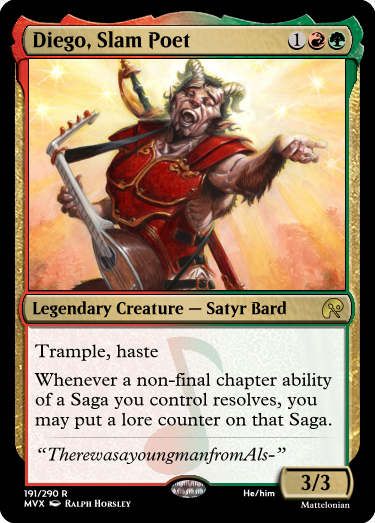 Diego, Slam Poet 1
Legendary Creature — Satyr Bard
Trample, haste
Whenever a non-final chapter ability
of a Saga you control resolves, you
may put a lore counter on that Saga.
“TherewasayoungmanfromAls-”
3/3
191/290 R He/him
MVX Ralph Horsley Mattelonian